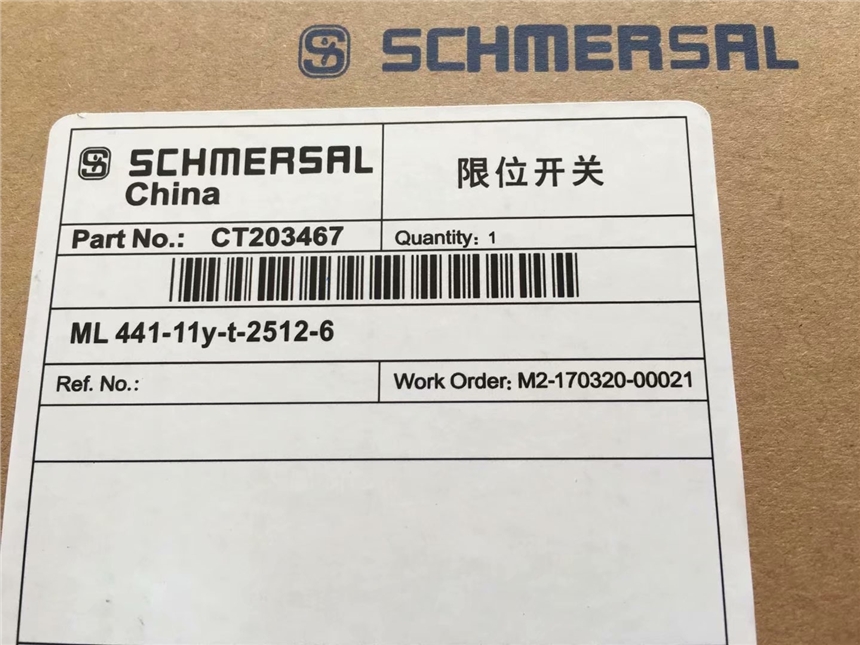 SCHMERSAL
SCHMERSAL
China
限位开关
Part No.: CT203467
Quantity: 1
ML 441-11y-t-2512-6
Ref. No.:
Work Order: M2-170320-00021